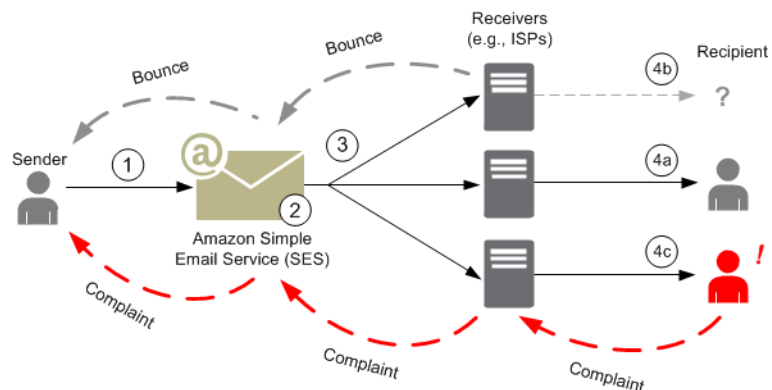 Receivers
(e.g., ISPs)
Bounce
Bounce
4b
Recipient
?
Sender
1
@
3
4a
2
Amazon Simple
Email Service (SES)
4c
!
Complaint
Complaint
Complaint